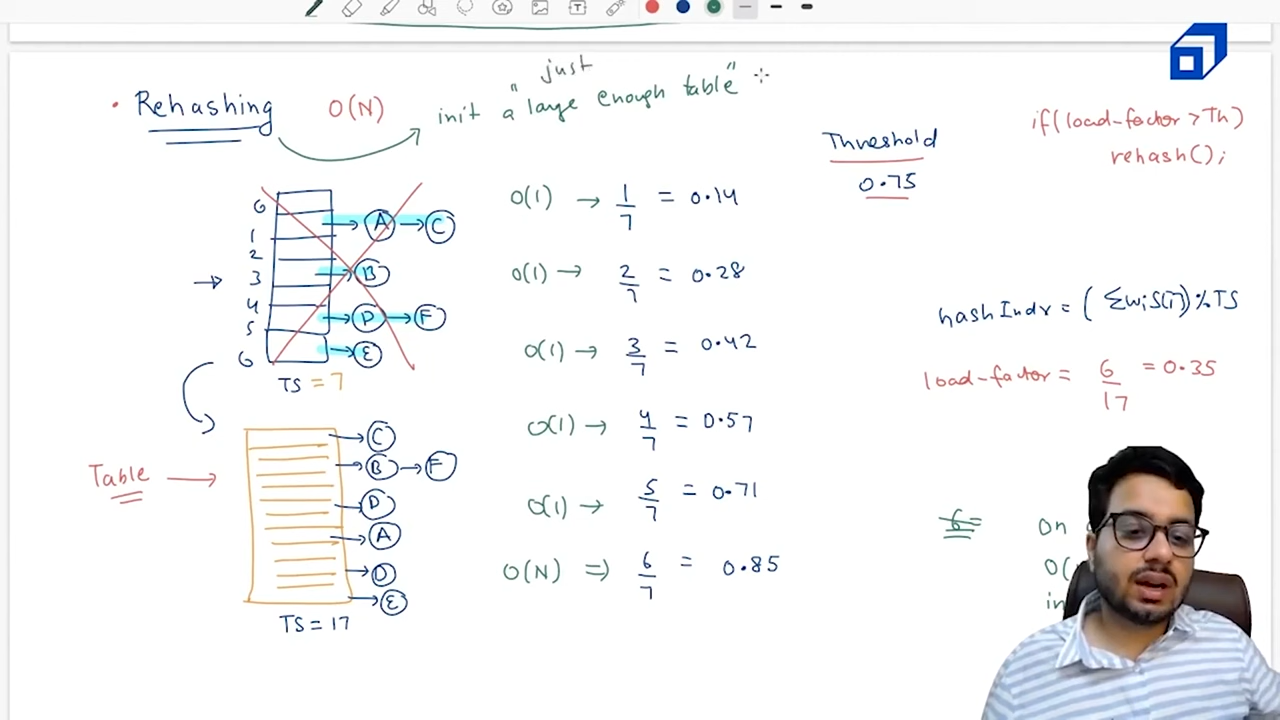 just
• Rehashing O(N) init a "large enough table"
if(load-factor > Th)
rehash();
Threshold
0.75
0
1
2
3
4
5
6
A C
B
D F
E
TS = 7
O(1) → 1/7 = 0.14
O(1) → 2/7 = 0.28
O(1) → 3/7 = 0.42
O(1) → 4/7 = 0.57
O(1) → 5/7 = 0.71
O(N) ⇒ 6/7 = 0.85
hashIndx = (Σwis(i)) % TS
load-factor = 6/17 = 0.35
Table →
C
B F
D
A
D
E
TS = 17
6 =
On
O(
in